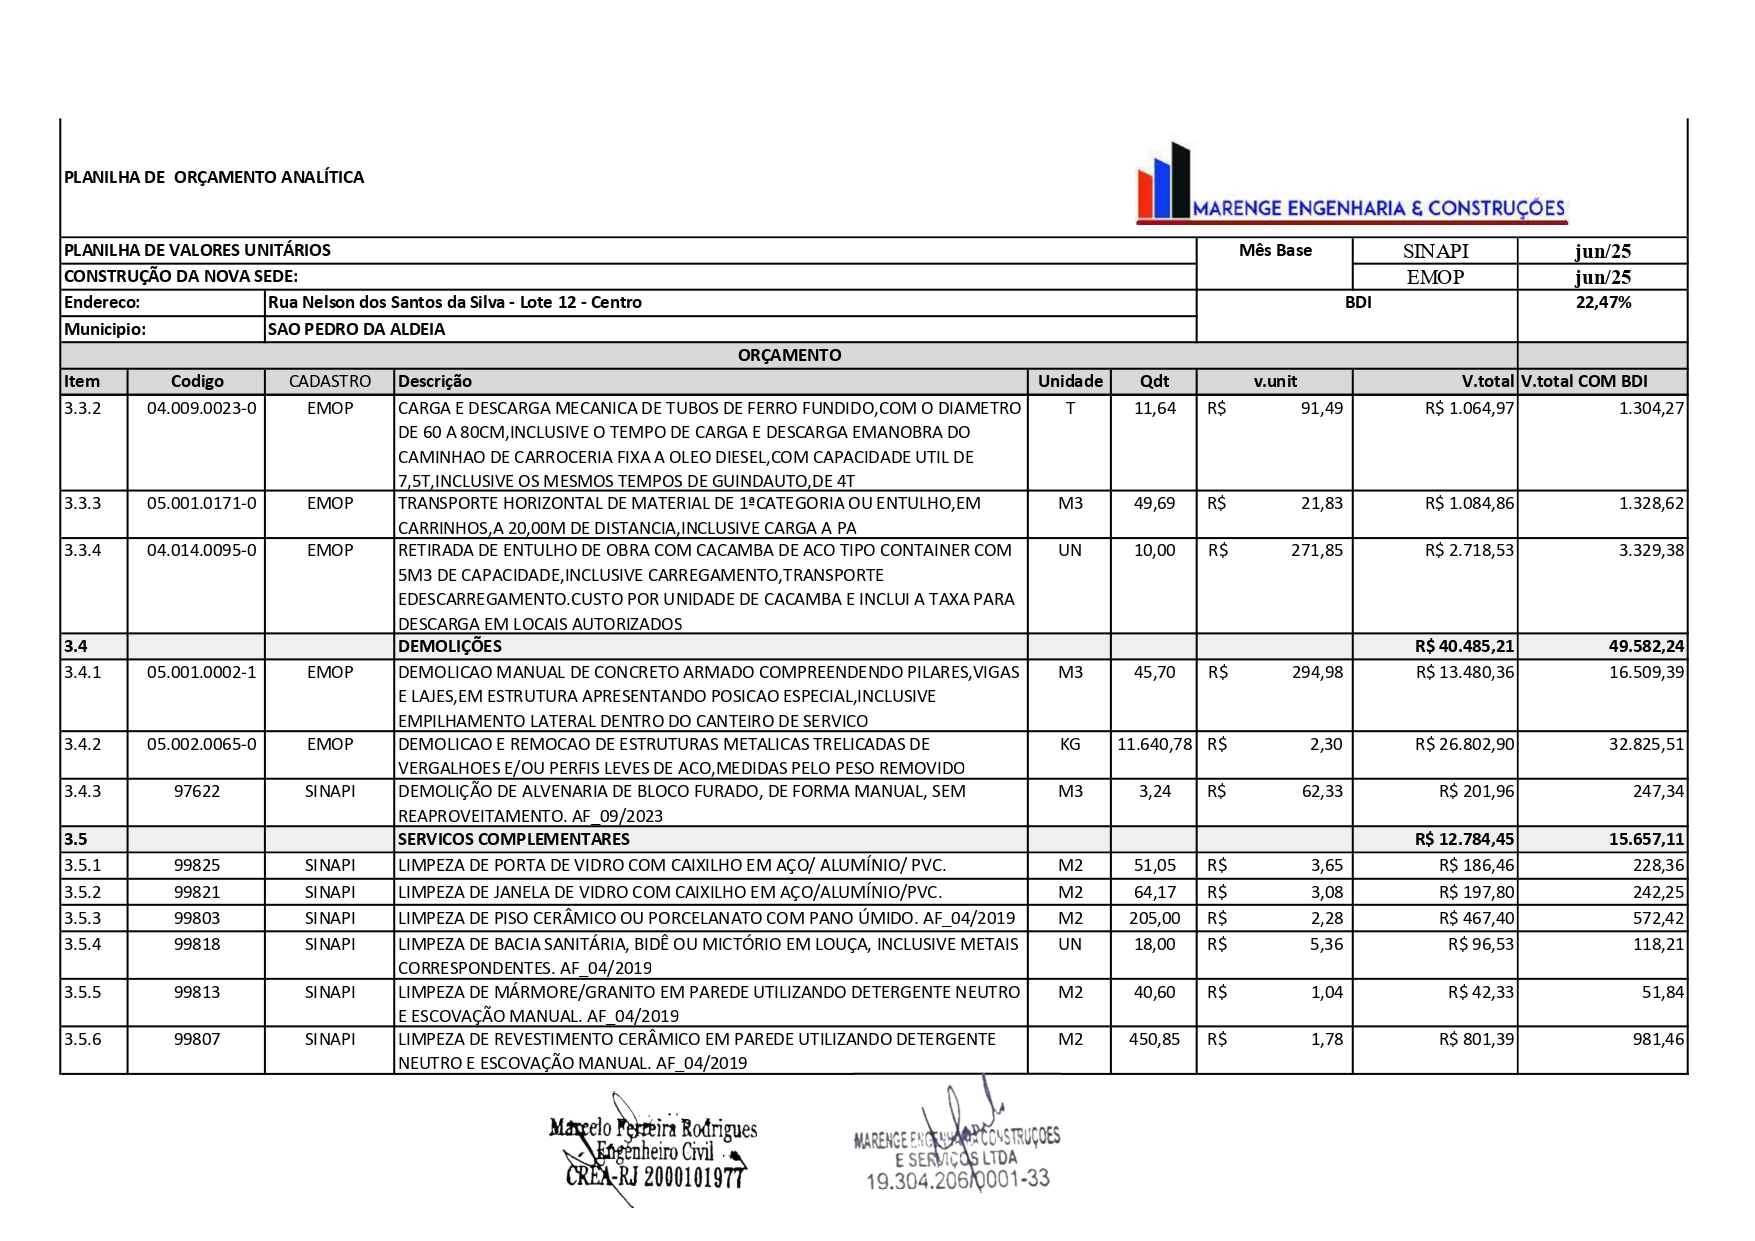 PLANILHA DE ORÇAMENTO ANALÍTICA
MARENGE ENGENHARIA & CONSTRUÇÕES
PLANILHA DE VALORES UNITÁRIOS Mês Base SINAPI jun/25
CONSTRUÇÃO DA NOVA SEDE: EMOP jun/25
Endereco: Rua Nelson dos Santos da Silva - Lote 12 - Centro BDI 22,47%
Municipio: SAO PEDRO DA ALDEIA
ORÇAMENTO
Item Codigo CADASTRO Descrição Unidade Qdt v.unit V.total V.total COM BDI
3.3.2 04.009.0023-0 EMOP CARGA E DESCARGA MECANICA DE TUBOS DE FERRO FUNDIDO,COM O DIAMETRO T 11,64 R$ 91,49 R$ 1.064,97 1.304,27
DE 60 A 80CM,INCLUSIVE O TEMPO DE CARGA E DESCARGA EMANOBRA DO
CAMINHAO DE CARROCERIA FIXA A OLEO DIESEL,COM CAPACIDADE UTIL DE
7,5T,INCLUSIVE OS MESMOS TEMPOS DE GUINDAUTO,DE 4T
3.3.3 05.001.0171-0 EMOP TRANSPORTE HORIZONTAL DE MATERIAL DE 1ªCATEGORIA OU ENTULHO,EM M3 49,69 R$ 21,83 R$ 1.084,86 1.328,62
CARRINHOS,A 20,00M DE DISTANCIA,INCLUSIVE CARGA A PA
3.3.4 04.014.0095-0 EMOP RETIRADA DE ENTULHO DE OBRA COM CACAMBA DE ACO TIPO CONTAINER COM UN 10,00 R$ 271,85 R$ 2.718,53 3.329,38
5M3 DE CAPACIDADE,INCLUSIVE CARREGAMENTO,TRANSPORTE
EDESCARREGAMENTO.CUSTO POR UNIDADE DE CACAMBA E INCLUI A TAXA PARA
DESCARGA EM LOCAIS AUTORIZADOS
3.4 DEMOLIÇÕES R$ 40.485,21 49.582,24
3.4.1 05.001.0002-1 EMOP DEMOLICAO MANUAL DE CONCRETO ARMADO COMPREENDENDO PILARES,VIGAS M3 45,70 R$ 294,98 R$ 13.480,36 16.509,39
E LAJES,EM ESTRUTURA APRESENTANDO POSICAO ESPECIAL,INCLUSIVE
EMPILHAMENTO LATERAL DENTRO DO CANTEIRO DE SERVICO
3.4.2 05.002.0065-0 EMOP DEMOLICAO E REMOCAO DE ESTRUTURAS METALICAS TRELICADAS DE KG 11.640,78 R$ 2,30 R$ 26.802,90 32.825,51
VERGALHOES E/OU PERFIS LEVES DE ACO,MEDIDAS PELO PESO REMOVIDO
3.4.3 97622 SINAPI DEMOLIÇÃO DE ALVENARIA DE BLOCO FURADO, DE FORMA MANUAL, SEM M3 3,24 R$ 62,33 R$ 201,96 247,34
REAPROVEITAMENTO. AF_09/2023
3.5 SERVICOS COMPLEMENTARES R$ 12.784,45 15.657,11
3.5.1 99825 SINAPI LIMPEZA DE PORTA DE VIDRO COM CAIXILHO EM AÇO/ ALUMÍNIO/ PVC. M2 51,05 R$ 3,65 R$ 186,46 228,36
3.5.2 99821 SINAPI LIMPEZA DE JANELA DE VIDRO COM CAIXILHO EM AÇO/ALUMÍNIO/PVC. M2 64,17 R$ 3,08 R$ 197,80 242,25
3.5.3 99803 SINAPI LIMPEZA DE PISO CERÂMICO OU PORCELANATO COM PANO ÚMIDO. AF_04/2019 M2 205,00 R$ 2,28 R$ 467,40 572,42
3.5.4 99818 SINAPI LIMPEZA DE BACIA SANITÁRIA, BIDÊ OU MICTÓRIO EM LOUÇA, INCLUSIVE METAIS UN 18,00 R$ 5,36 R$ 96,53 118,21
CORRESPONDENTES. AF_04/2019
3.5.5 99813 SINAPI LIMPEZA DE MÁRMORE/GRANITO EM PAREDE UTILIZANDO DETERGENTE NEUTRO M2 40,60 R$ 1,04 R$ 42,33 51,84
E ESCOVAÇÃO MANUAL. AF_04/2019
3.5.6 99807 SINAPI LIMPEZA DE REVESTIMENTO CERÂMICO EM PAREDE UTILIZANDO DETERGENTE M2 450,85 R$ 1,78 R$ 801,39 981,46
NEUTRO E ESCOVAÇÃO MANUAL. AF_04/2019
Marcelo Ferreira Rodrigues
Engenheiro Civil
CREA-RJ 2000101977
MARENGE ENGENHARIA CONSTRUÇOES
E SERVIÇOS LTDA
19.304.206/0001-33